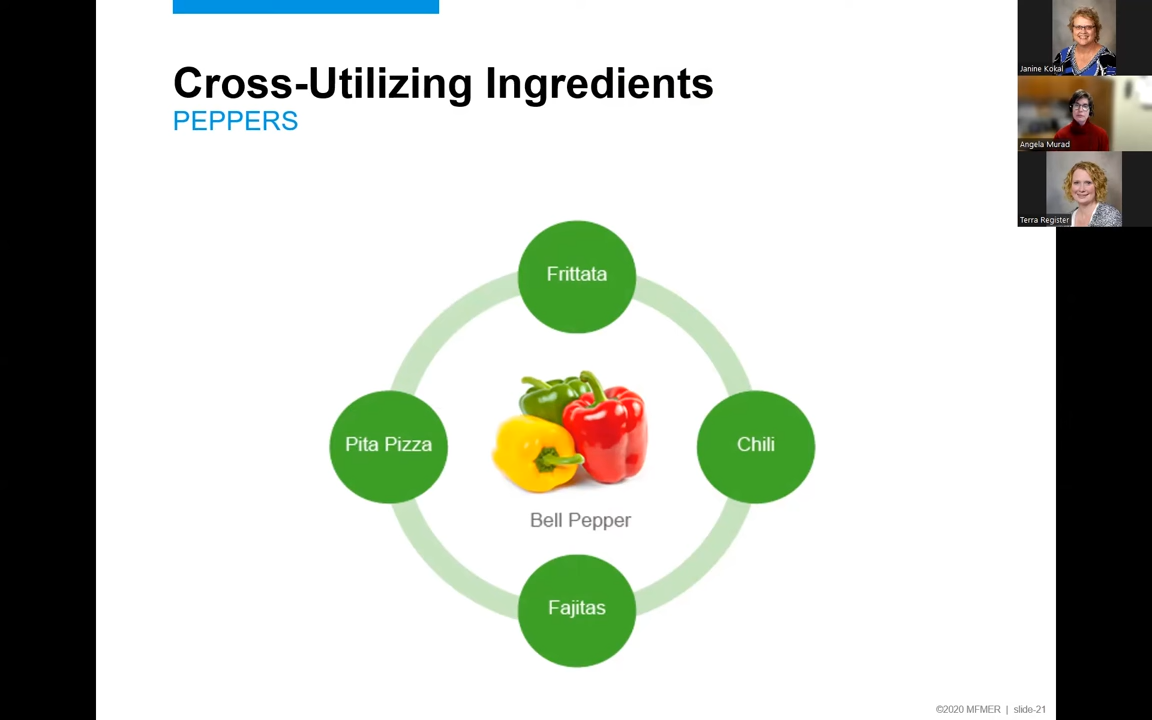 Cross-Utilizing Ingredients
PEPPERS
Janine Kokal
Angela Murad
Terra Register
Frittata
Pita Pizza
Chili
Bell Pepper
Fajitas
©2020 MFMER | slide-21